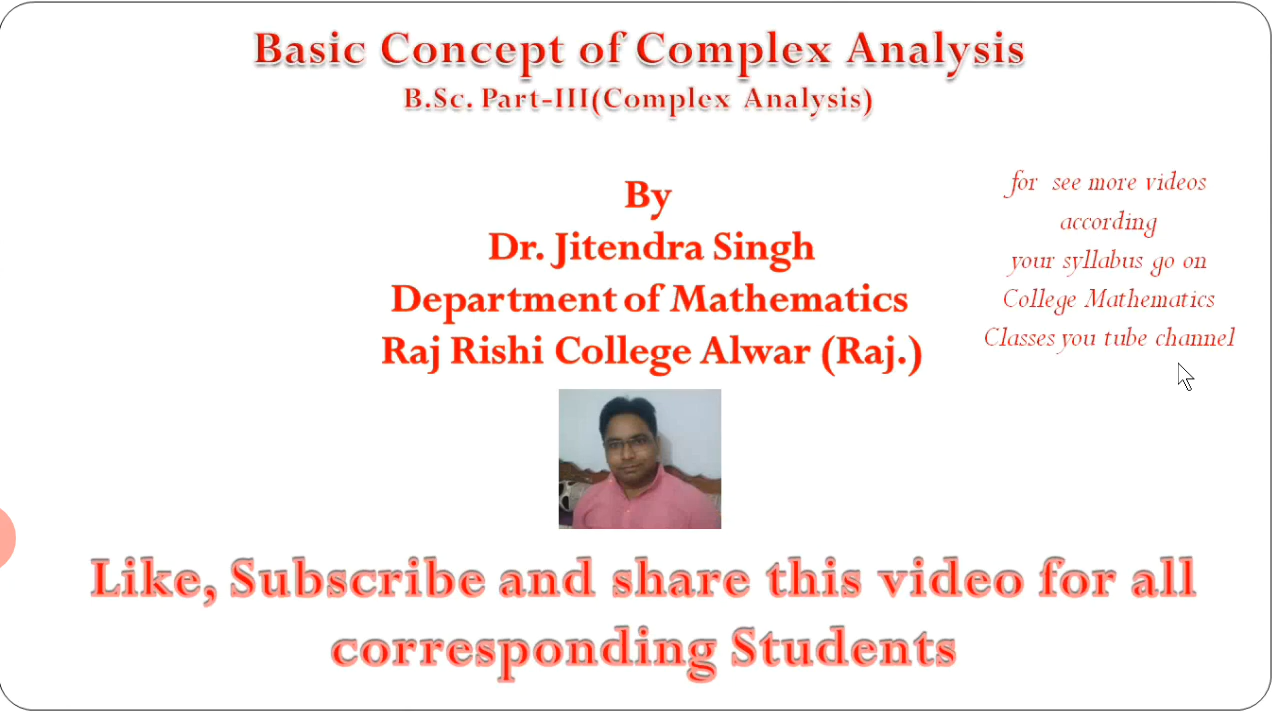 Basic Concept of Complex Analysis
B.Sc. Part-III(Complex Analysis)
By
Dr. Jitendra Singh
Department of Mathematics
Raj Rishi College Alwar (Raj.)
for see more videos
according
your syllabus go on
College Mathematics
Classes you tube channel
Like, Subscribe and share this video for all
corresponding Students